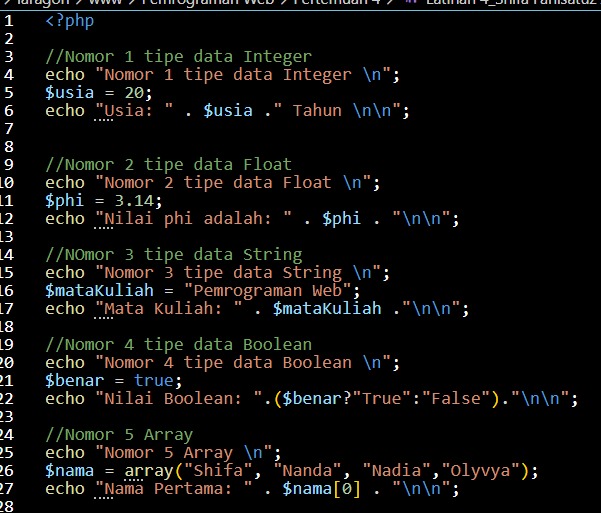 laragon > www > Pemrograman Web > Pertemuan 4 > Latihan 4_Shifa
1 <?php
2
3 //Nomor 1 tipe data Integer
4 echo "Nomor 1 tipe data Integer \n";
5 $usia = 20;
6 echo "Usia: " . $usia ." Tahun \n\n";
7
8
9 //Nomor 2 tipe data Float
10 echo "Nomor 2 tipe data Float \n";
11 $phi = 3.14;
12 echo "Nilai phi adalah: " . $phi . "\n\n";
13
14 //NOmor 3 tipe data String
15 echo "Nomor 3 tipe data String \n";
16 $mataKuliah = "Pemrograman Web";
17 echo "Mata Kuliah: " . $mataKuliah ."\n\n";
18
19 //Nomor 4 tipe data Boolean
20 echo "Nomor 4 tipe data Boolean \n";
21 $benar = true;
22 echo "Nilai Boolean: ".($benar?"True":"False")."\n\n";
23
24 //Nomor 5 Array
25 echo "Nomor 5 Array \n";
26 $nama = array("Shifa", "Nanda", "Nadia","Olyvya");
27 echo "Nama Pertama: " . $nama[0] . "\n\n";
28